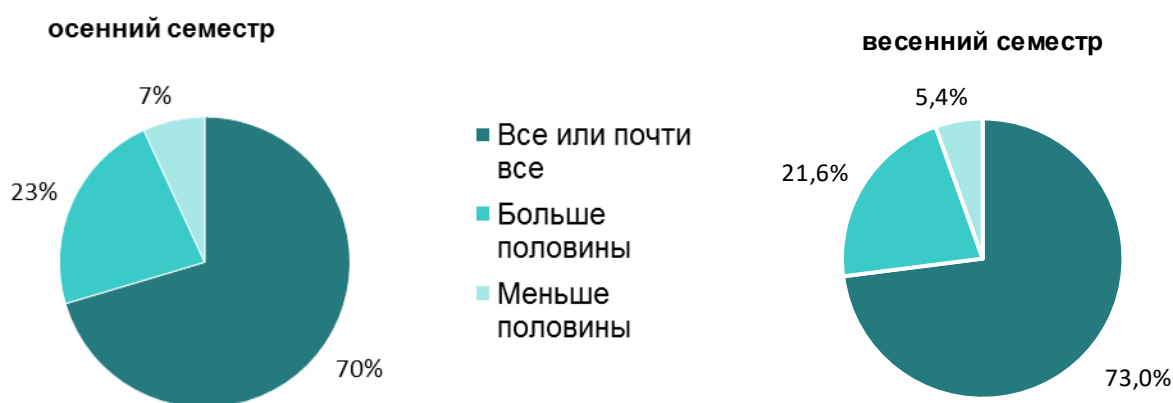 осенний семестр
7%
23%
70%
Все или почти
все
Больше
половины
Меньше
половины
весенний семестр
5,4%
21,6%
73,0%